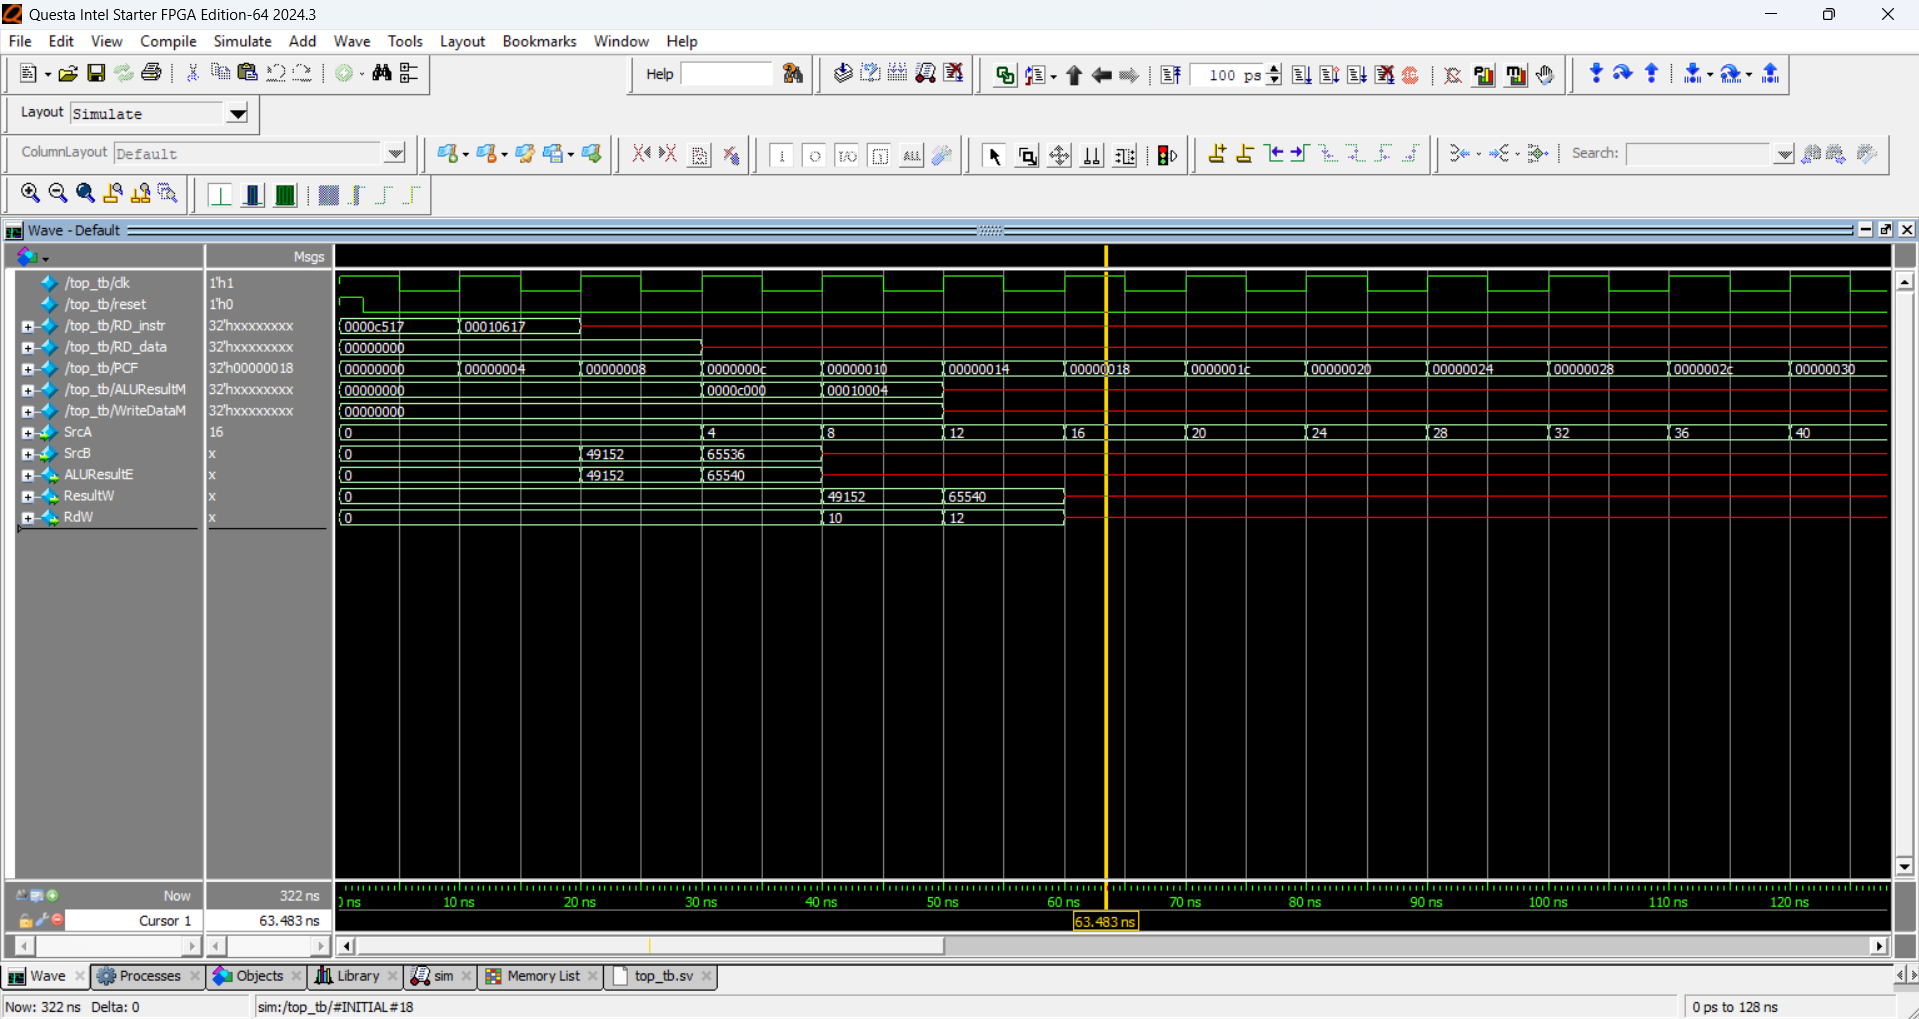 Questa Intel Starter FPGA Edition-64 2024.3
File Edit View Compile Simulate Add Wave Tools Layout Bookmarks Window Help
Help 100 ps
Layout Simulate
ColumnLayout Default Search:
Wave - Default
Msgs
/top_tb/clk 1'h1
/top_tb/reset 1'h0
/top_tb/RD_instr 32'hxxxxxxxx 0000c517 00010617
/top_tb/RD_data 32'hxxxxxxxx 00000000
/top_tb/PCF 32'h00000018 00000000 00000004 00000008 0000000c 00000010 00000014 00000018 0000001c 00000020 00000024 00000028 0000002c 00000030
/top_tb/ALUResultM 32'hxxxxxxxx 00000000 0000c000 00010004
/top_tb/WriteDataM 32'hxxxxxxxx 00000000
SrcA 16 0 4 8 12 16 20 24 28 32 36 40
SrcB x 0 49152 65536
ALUResultE x 0 49152 65540
ResultW x 0 49152 65540
RdW x 0 10 12
Now 322 ns 0 ns 10 ns 20 ns 30 ns 40 ns 50 ns 60 ns 70 ns 80 ns 90 ns 100 ns 110 ns 120 ns
Cursor 1 63.483 ns 63.483 ns
Wave Processes Objects Library sim Memory List top_tb.sv
Now: 322 ns Delta: 0 sim:/top_tb/#INITIAL#18 0 ps to 128 ns